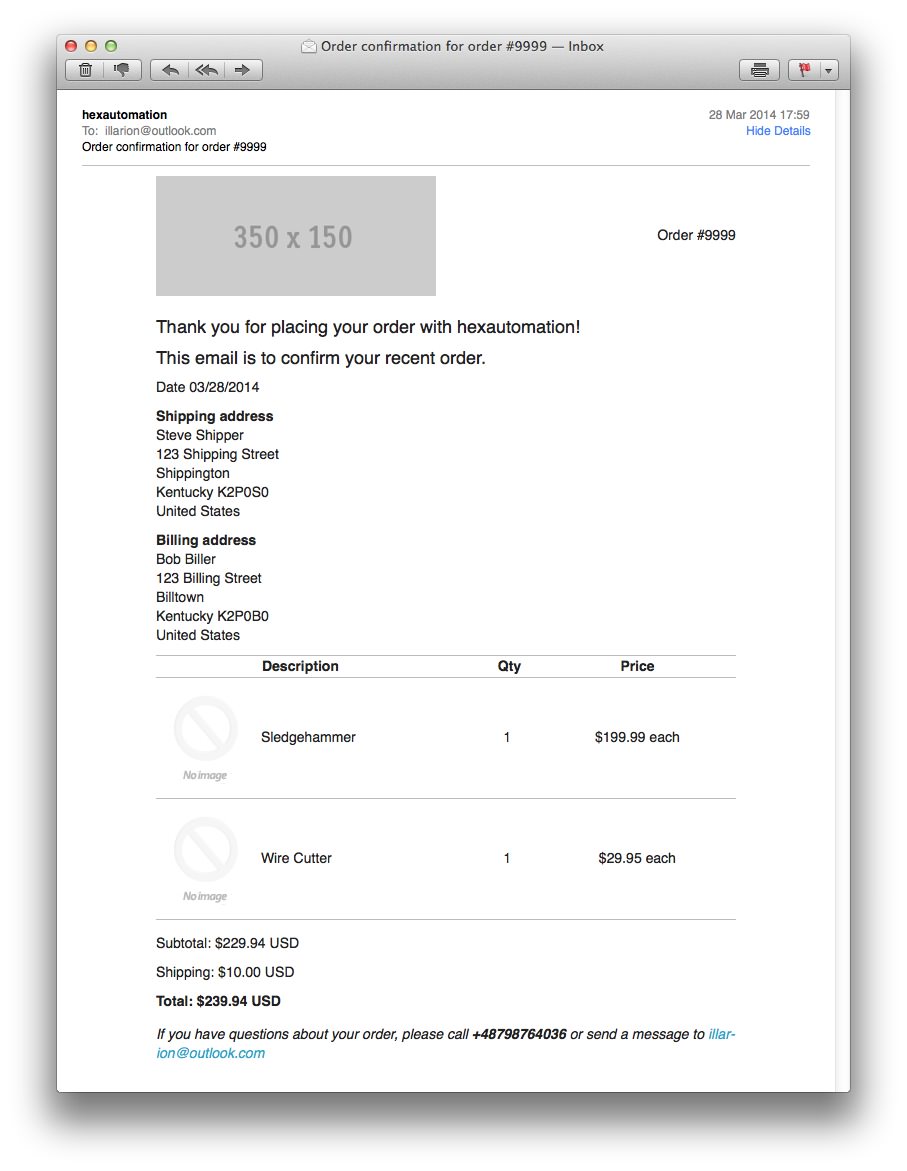 Order confirmation for order #9999 — Inbox
hexautomation
28 Mar 2014 17:59
To: illarion@outlook.com
Hide Details
Order confirmation for order #9999
350 x 150
Order #9999
Thank you for placing your order with hexautomation!
This email is to confirm your recent order.
Date 03/28/2014
Shipping address
Steve Shipper
123 Shipping Street
Shippington
Kentucky K2P0S0
United States
Billing address
Bob Biller
123 Billing Street
Billtown
Kentucky K2P0B0
United States
Description Qty Price
Sledgehammer 1 $199.99 each
No image
Wire Cutter 1 $29.95 each
No image
Subtotal: $229.94 USD
Shipping: $10.00 USD
Total: $239.94 USD
If you have questions about your order, please call +48798764036 or send a message to illar-
ion@outlook.com